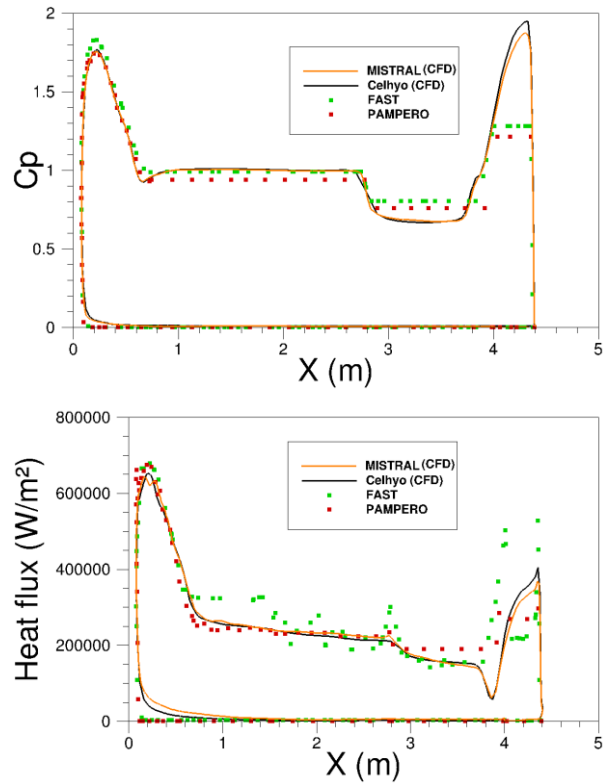 2
1.5
1
0.5
0
Cp
MISTRAL (CFD)
Celhyo (CFD)
FAST
PAMPERO
0 1 2 3 4 5
X (m)
800000
600000
400000
200000
0
Heat flux (W/m²)
MISTRAL (CFD)
Celhyo (CFD)
FAST
PAMPERO
0 1 2 3 4 5
X (m)